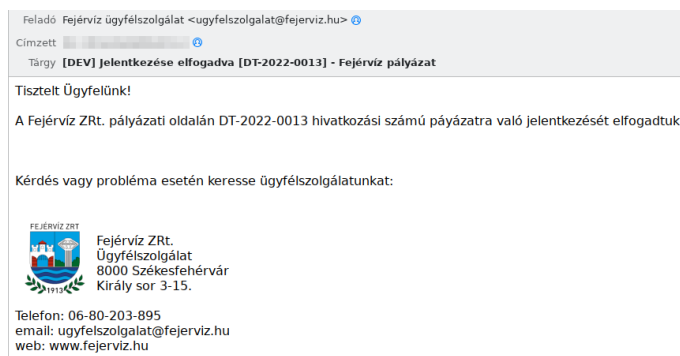 Feladó Fejérvíz ügyfélszolgálat <ugyfelszolgalat@fejerviz.hu>
Címzett
Tárgy [DEV] Jelentkezése elfogadva [DT-2022-0013] - Fejérvíz pályázat
Tisztelt Ügyfelünk!
A Fejérvíz ZRt. pályázati oldalán DT-2022-0013 hivatkozási számú páyázatra való jelentkezését elfogadtuk
Kérdés vagy probléma esetén keresse ügyfélszolgálatunkat:
FEJÉRVÍZ ZRT
1913
Fejérvíz ZRt.
Ügyfélszolgálat
8000 Székesfehérvár
Király sor 3-15.
Telefon: 06-80-203-895
email: ugyfelszolgalat@fejerviz.hu
web: www.fejerviz.hu